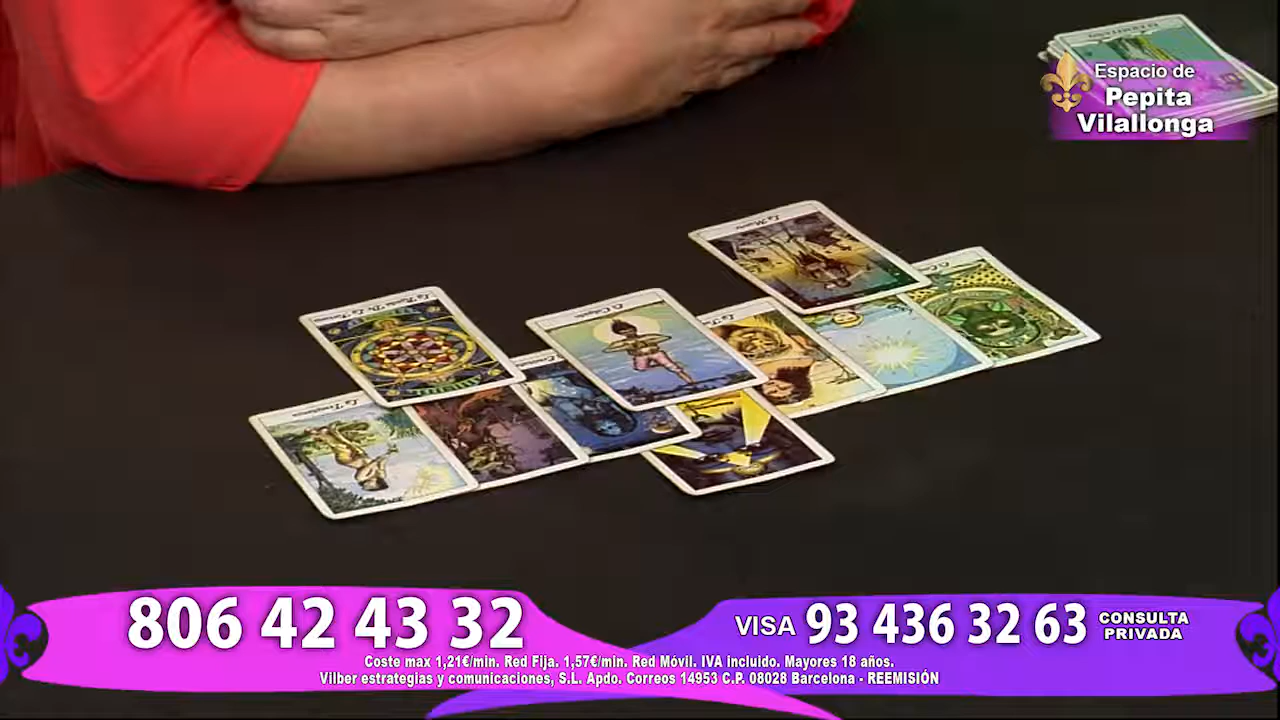 Espacio de
Pepita
Vilallonga
806 42 43 32
VISA 93 436 32 63 CONSULTA PRIVADA
Coste max 1,21€/min. Red Fija. 1,57€/min. Red Móvil. IVA incluido. Mayores 18 años.
Vilber estrategias y comunicaciones, S.L. Apdo. Correos 14953 C.P. 08028 Barcelona - REEMISIÓN